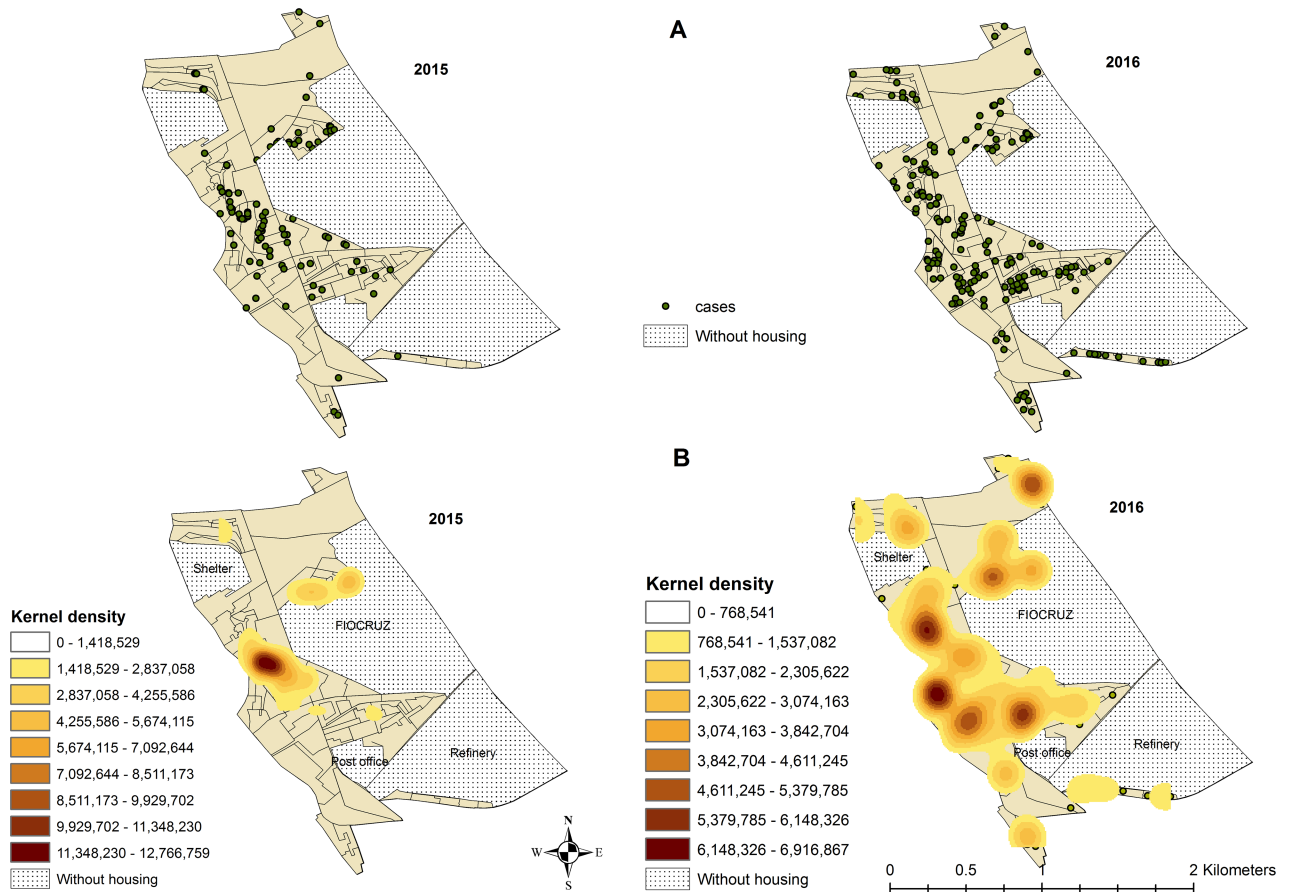 A
2015
2016
cases
Without housing
B
2015
2016
Shelter
FIOCRUZ
Post office
Refinery
Kernel density
0 - 1,418,529
1,418,529 - 2,837,058
2,837,058 - 4,255,586
4,255,586 - 5,674,115
5,674,115 - 7,092,644
7,092,644 - 8,511,173
8,511,173 - 9,929,702
9,929,702 - 11,348,230
11,348,230 - 12,766,759
Without housing
N
W
E
S
Shelter
FIOCRUZ
Post office
Refinery
Kernel density
0 - 768,541
768,541 - 1,537,082
1,537,082 - 2,305,622
2,305,622 - 3,074,163
3,074,163 - 3,842,704
3,842,704 - 4,611,245
4,611,245 - 5,379,785
5,379,785 - 6,148,326
6,148,326 - 6,916,867
Without housing
0 0.5 1 2 Kilometers